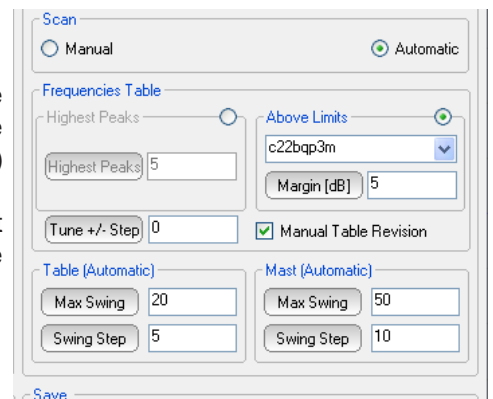 Scan
Manual Automatic
Frequencies Table
Highest Peaks Above Limits
c22bqp3m
Highest Peaks 5
Margin [dB] 5
Tune +/- Step 0 Manual Table Revision
Table (Automatic) Mast (Automatic)
Max Swing 20 Max Swing 50
Swing Step 5 Swing Step 10
Save